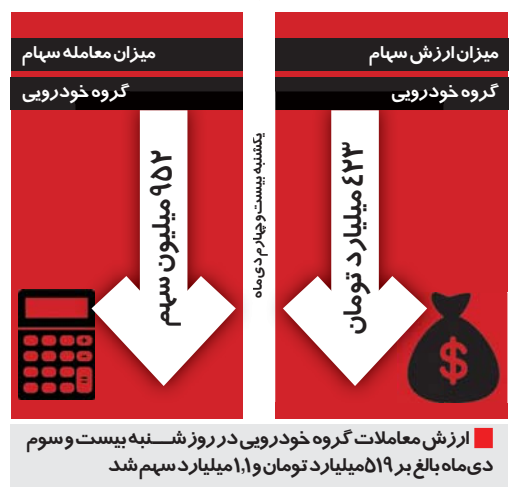 میزان ارزش سهام
گروه خودرویی
۴۲۳ میلیارد تومان
$
یکشنبه بیست و چهارم دی ماه
میزان معامله سهام
گروه خودرویی
۹۵۲ میلیون سهم
ارزش معاملات گروه خودرویی در روز شنبه بیست و سوم
دی ماه بالغ بر ۵۱۹ میلیارد تومان و ۱,۱ میلیارد سهم شد